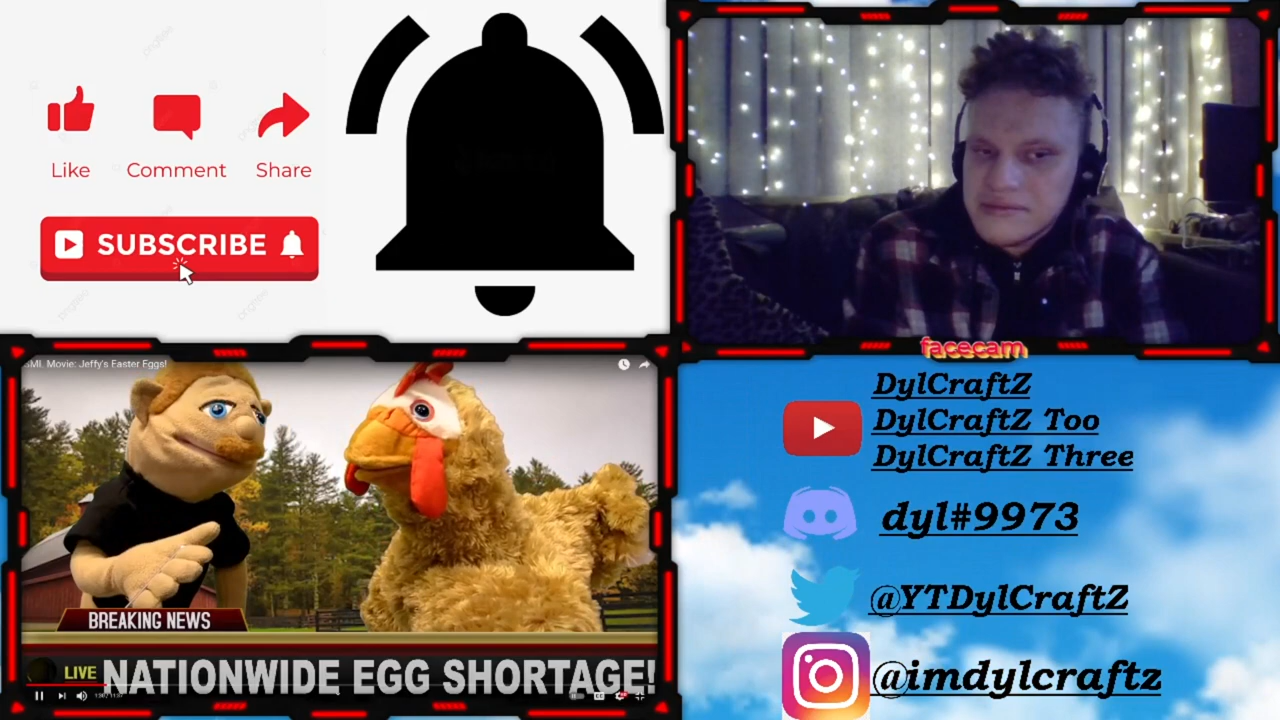 Like
Comment
Share
SUBSCRIBE
facecam
SML Movie: Jeffy's Easter Eggs!
BREAKING NEWS
LIVE
NATIONWIDE EGG SHORTAGE!
DylCraftZ
DylCraftZ Too
DylCraftZ Three
dyl#9973
@YTDylCraftZ
@imdylcraftz